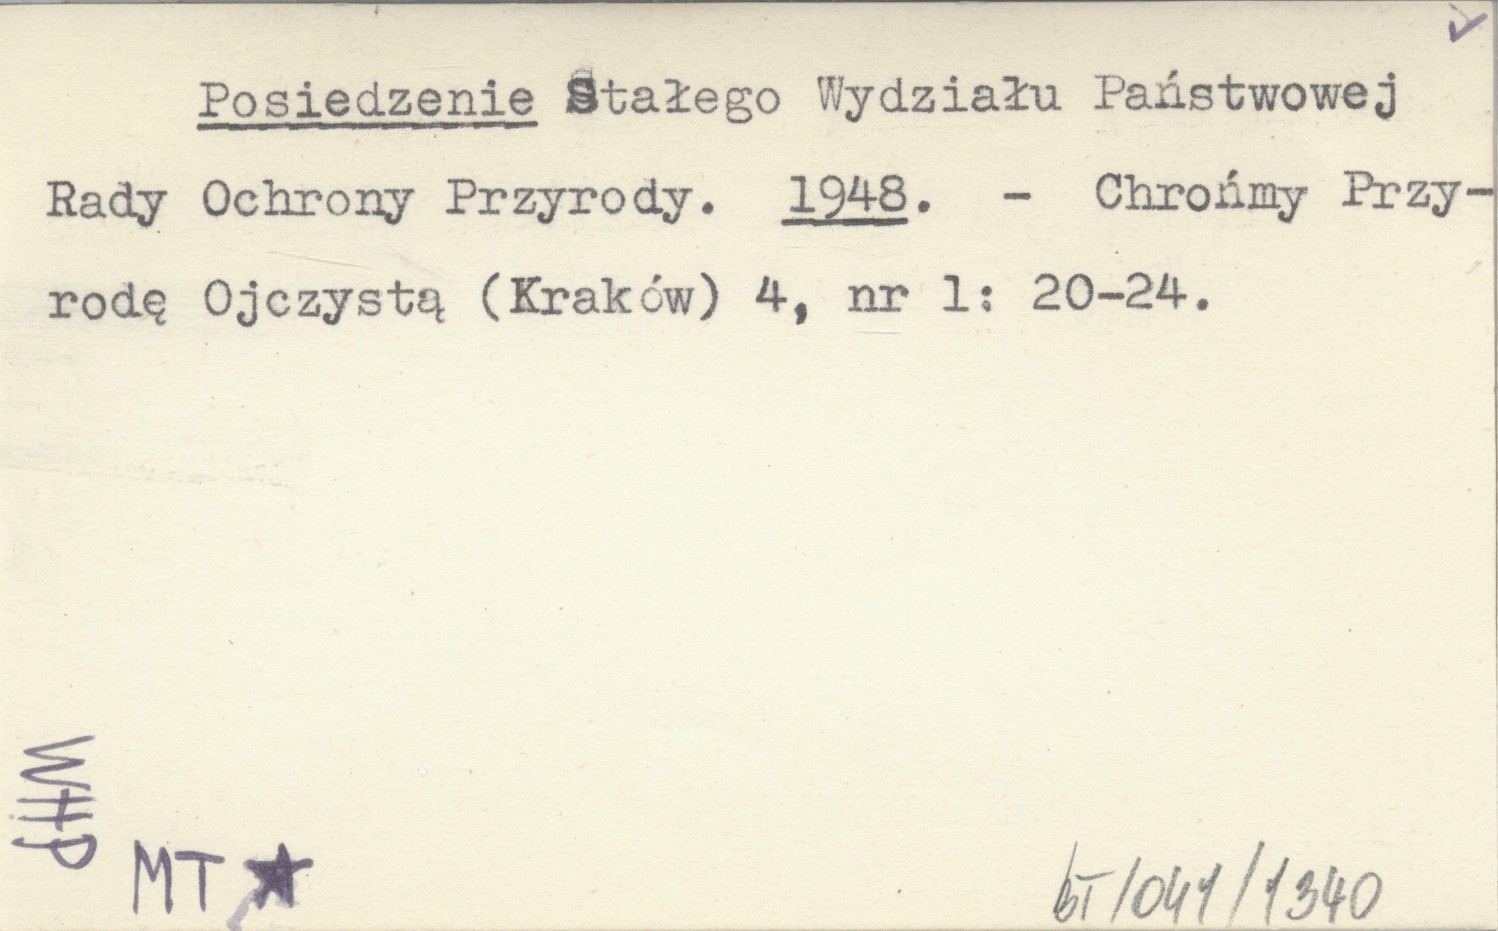 Posiedzenie Stałego Wydziału Państwowej
Rady Ochrony Przyrody. 1948. - Chrońmy Przy-
rodę Ojczystą (Kraków) 4, nr 1: 20-24.
WHP
MT
bT/041/1340